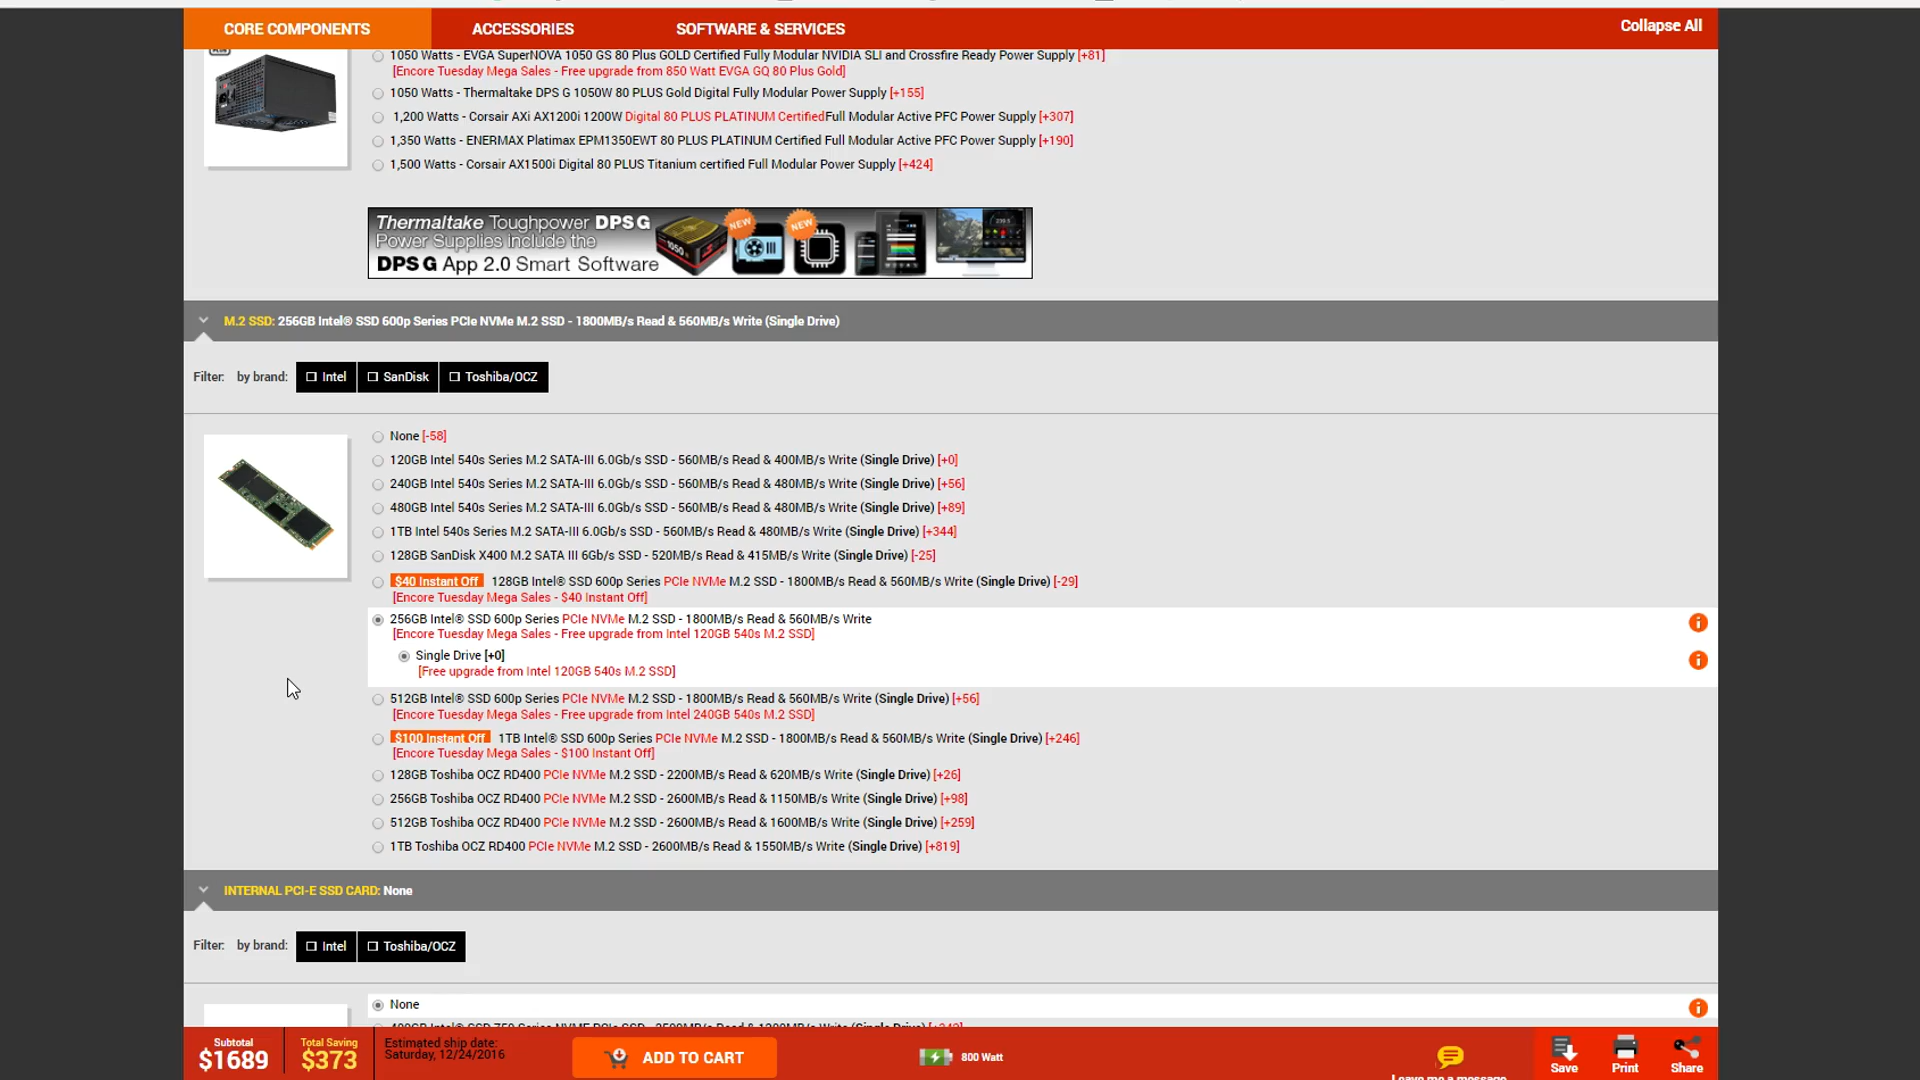 CORE COMPONENTS
ACCESSORIES
SOFTWARE & SERVICES
Collapse All
1050 Watts - EVGA SuperNOVA 1050 GS 80 Plus GOLD Certified Fully Modular NVIDIA SLI and Crossfire Ready Power Supply [+81]
[Encore Tuesday Mega Sales - Free upgrade from 850 Watt EVGA GQ 80 Plus Gold]
1050 Watts - Thermaltake DPS G 1050W 80 PLUS Gold Digital Fully Modular Power Supply [+155]
1,200 Watts - Corsair AXi AX1200i 1200W Digital 80 PLUS PLATINUM CertifiedFull Modular Active PFC Power Supply [+307]
1,350 Watts - ENERMAX Platimax EPM1350EWT 80 PLUS PLATINUM Certified Full Modular Active PFC Power Supply [+190]
1,500 Watts - Corsair AX1500i Digital 80 PLUS Titanium certified Full Modular Power Supply [+424]
Thermaltake Toughpower DPS G
Power Supplies include the
DPS G App 2.0 Smart Software
1050
NEW
NEW
M.2 SSD: 256GB Intel® SSD 600p Series PCIe NVMe M.2 SSD - 1800MB/s Read & 560MB/s Write (Single Drive)
Filter: by brand: Intel SanDisk Toshiba/OCZ
None [-58]
120GB Intel 540s Series M.2 SATA-III 6.0Gb/s SSD - 560MB/s Read & 400MB/s Write (Single Drive) [+0]
240GB Intel 540s Series M.2 SATA-III 6.0Gb/s SSD - 560MB/s Read & 480MB/s Write (Single Drive) [+56]
480GB Intel 540s Series M.2 SATA-III 6.0Gb/s SSD - 560MB/s Read & 480MB/s Write (Single Drive) [+89]
1TB Intel 540s Series M.2 SATA-III 6.0Gb/s SSD - 560MB/s Read & 480MB/s Write (Single Drive) [+344]
128GB SanDisk X400 M.2 SATA III 6Gb/s SSD - 520MB/s Read & 415MB/s Write (Single Drive) [-25]
$40 Instant Off 128GB Intel® SSD 600p Series PCIe NVMe M.2 SSD - 1800MB/s Read & 560MB/s Write (Single Drive) [-29]
[Encore Tuesday Mega Sales - $40 Instant Off]
256GB Intel® SSD 600p Series PCIe NVMe M.2 SSD - 1800MB/s Read & 560MB/s Write
[Encore Tuesday Mega Sales - Free upgrade from Intel 120GB 540s M.2 SSD]
Single Drive [+0]
[Free upgrade from Intel 120GB 540s M.2 SSD]
512GB Intel® SSD 600p Series PCIe NVMe M.2 SSD - 1800MB/s Read & 560MB/s Write (Single Drive) [+56]
[Encore Tuesday Mega Sales - Free upgrade from Intel 240GB 540s M.2 SSD]
$100 Instant Off 1TB Intel® SSD 600p Series PCIe NVMe M.2 SSD - 1800MB/s Read & 560MB/s Write (Single Drive) [+246]
[Encore Tuesday Mega Sales - $100 Instant Off]
128GB Toshiba OCZ RD400 PCIe NVMe M.2 SSD - 2200MB/s Read & 620MB/s Write (Single Drive) [+26]
256GB Toshiba OCZ RD400 PCIe NVMe M.2 SSD - 2600MB/s Read & 1150MB/s Write (Single Drive) [+98]
512GB Toshiba OCZ RD400 PCIe NVMe M.2 SSD - 2600MB/s Read & 1600MB/s Write (Single Drive) [+259]
1TB Toshiba OCZ RD400 PCIe NVMe M.2 SSD - 2600MB/s Read & 1550MB/s Write (Single Drive) [+819]
INTERNAL PCI-E SSD CARD: None
Filter: by brand: Intel Toshiba/OCZ
None
Subtotal
$1689
Total Saving
$373
Estimated ship date:
Saturday, 12/24/2016
ADD TO CART
800 Watt
Leave me a message
Save
Print
Share